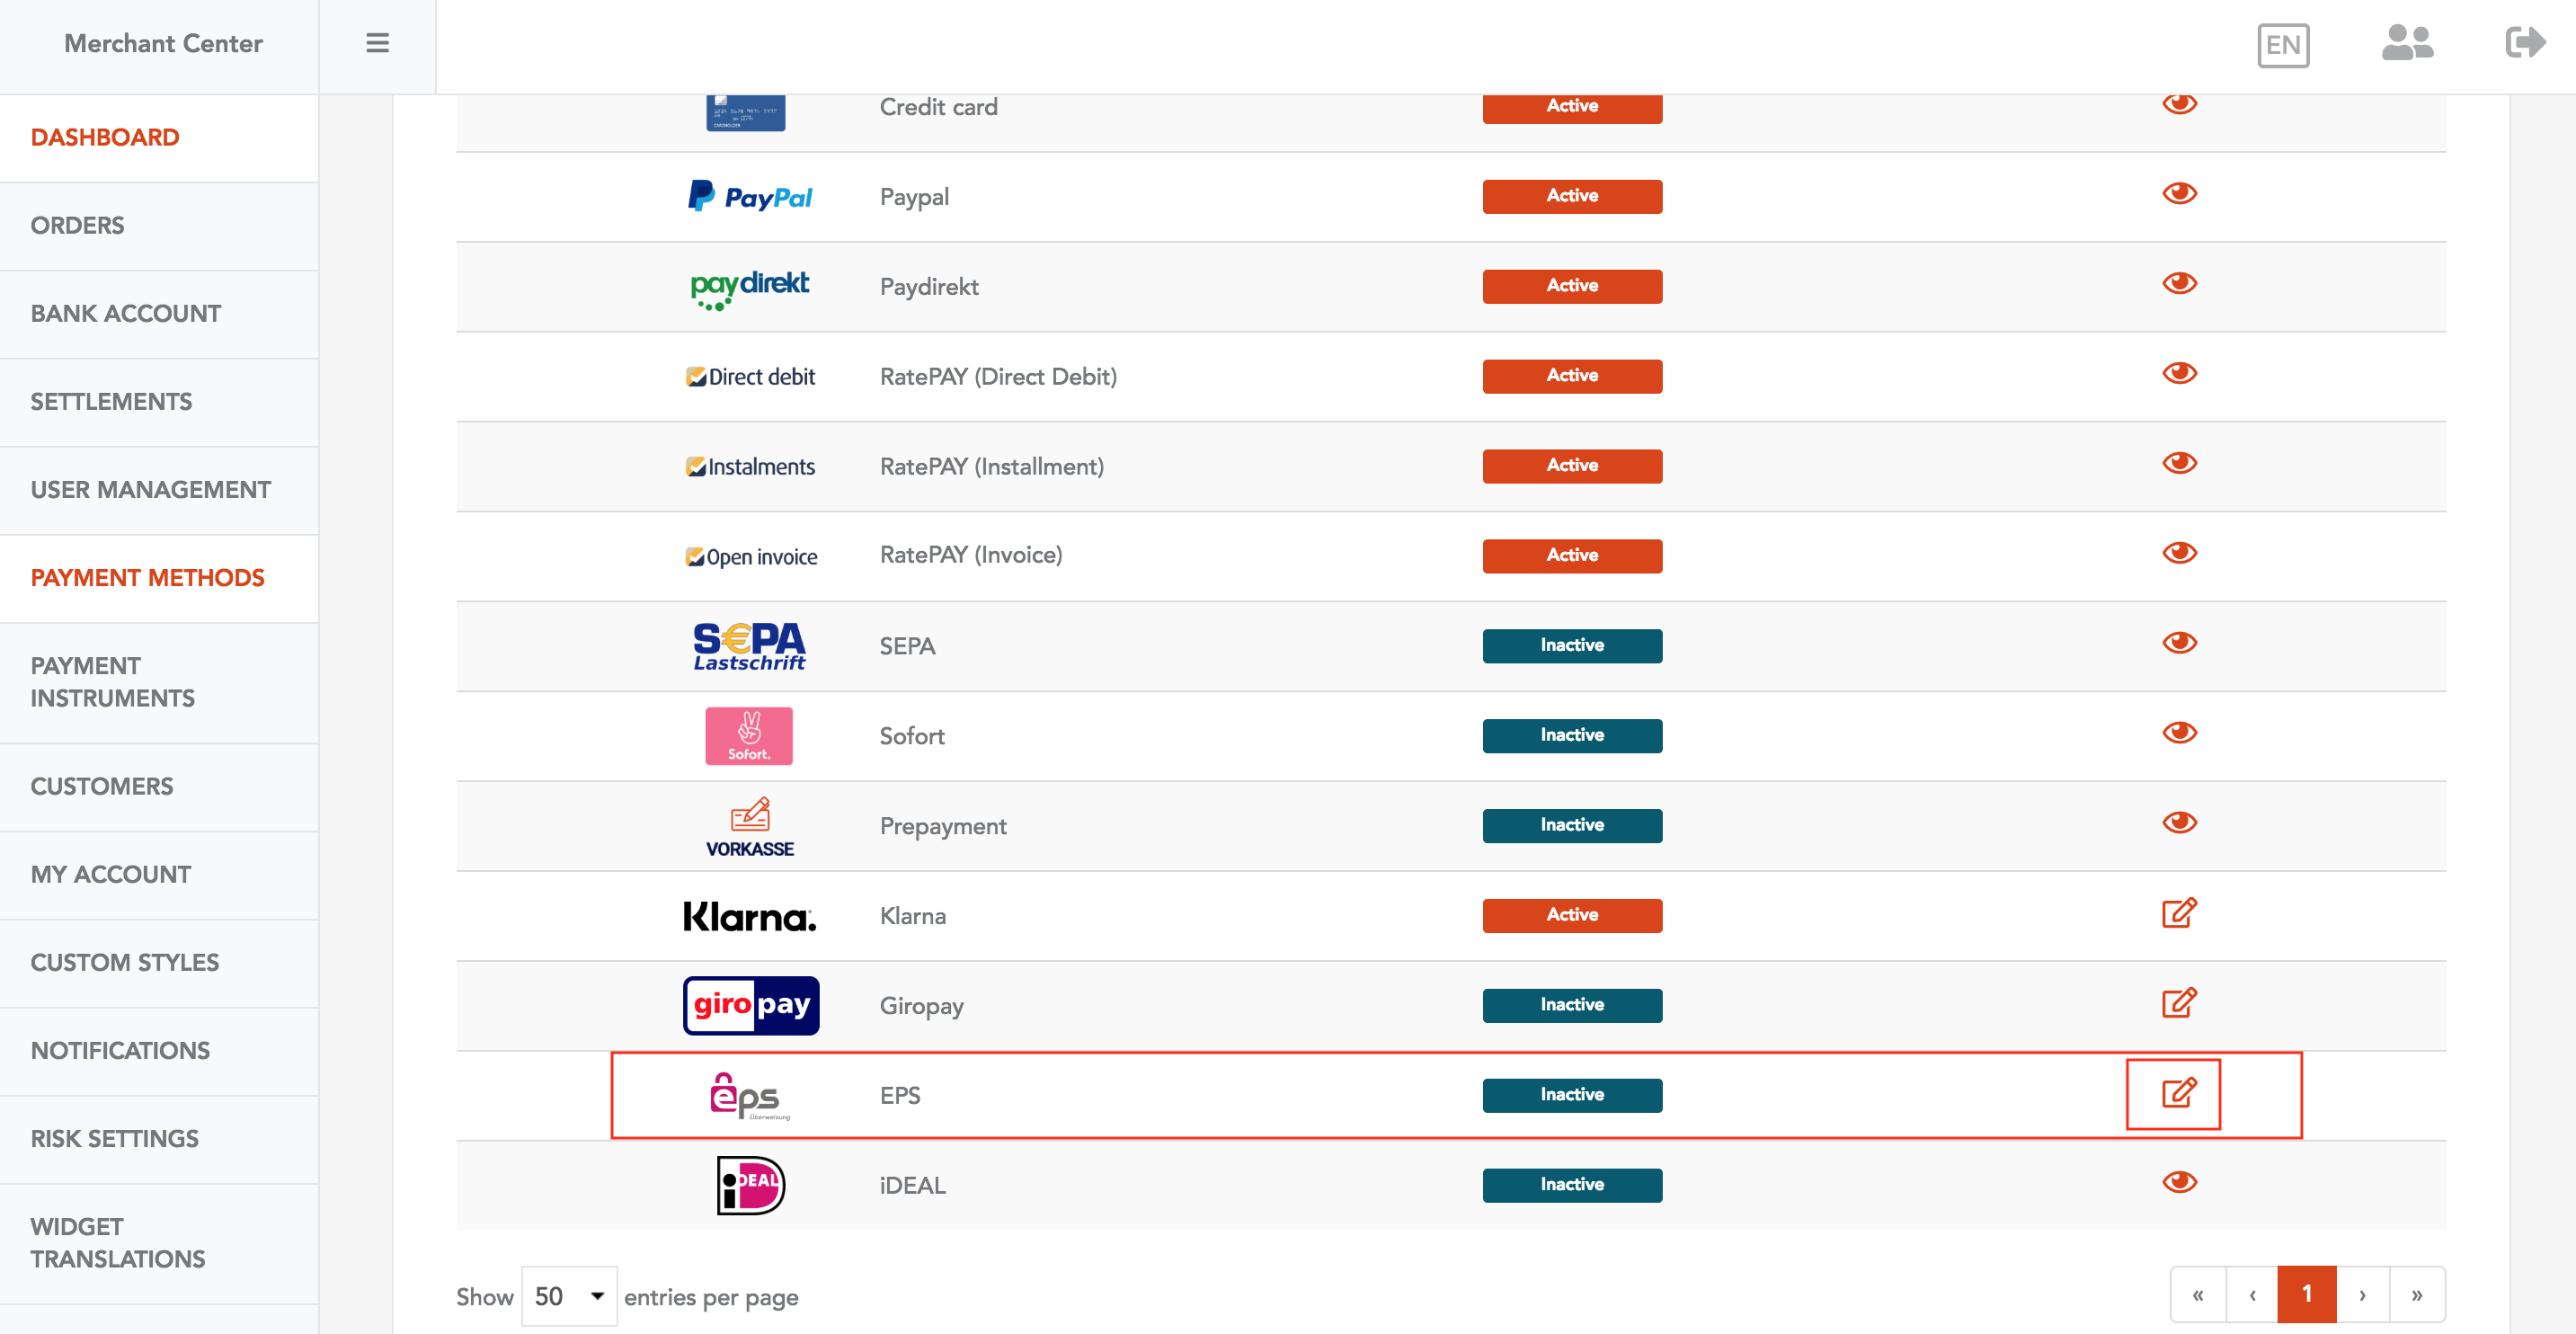 Merchant Center
EN
DASHBOARD
ORDERS
BANK ACCOUNT
SETTLEMENTS
USER MANAGEMENT
PAYMENT METHODS
PAYMENT
INSTRUMENTS
CUSTOMERS
MY ACCOUNT
CUSTOM STYLES
NOTIFICATIONS
RISK SETTINGS
WIDGET
TRANSLATIONS
Credit card Active
PayPal Paypal Active
paydirekt Paydirekt Active
Direct debit RatePAY (Direct Debit) Active
Instalments RatePAY (Installment) Active
Open invoice RatePAY (Invoice) Active
S€PA
Lastschrift SEPA Inactive
Sofort. Sofort Inactive
VORKASSE Prepayment Inactive
Klarna. Klarna Active
giropay Giropay Inactive
eps
Überweisung EPS Inactive
iDEAL iDEAL Inactive
Show 50 entries per page
« ‹ 1 › »